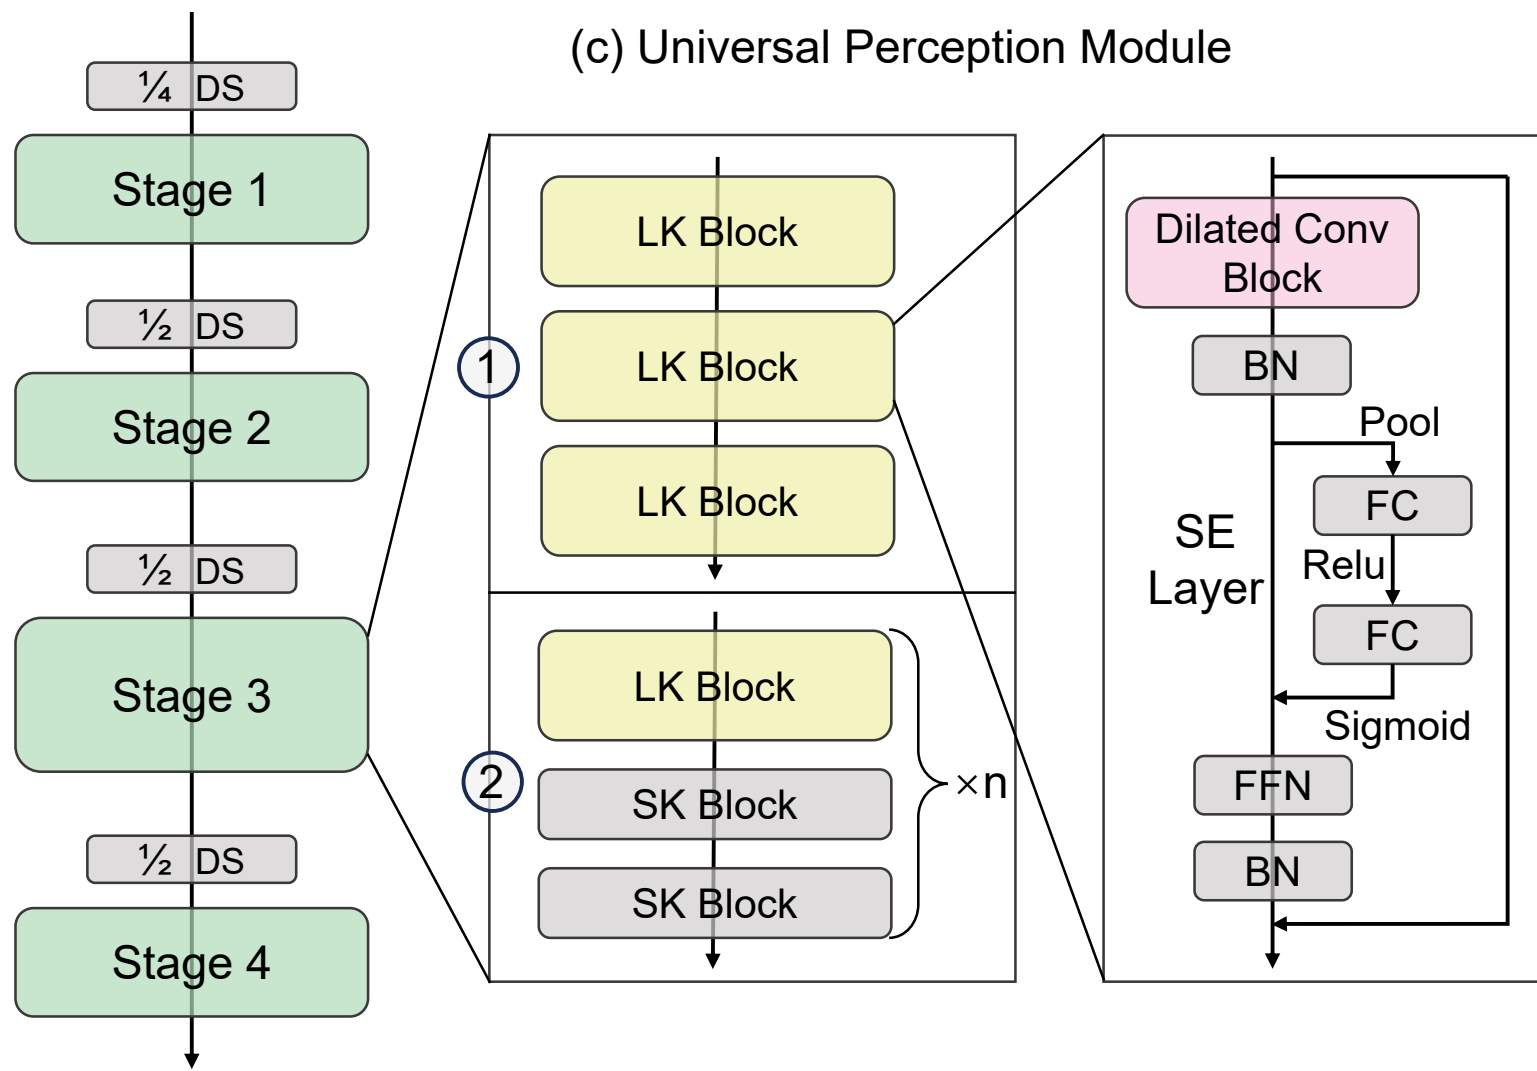 (c) Universal Perception Module
¼ DS
Stage 1
½ DS
Stage 2
½ DS
Stage 3
½ DS
Stage 4
1
LK Block
LK Block
LK Block
2
LK Block
SK Block
SK Block
×n
Dilated Conv
Block
BN
Pool
FC
SE
Layer
Relu
FC
Sigmoid
FFN
BN